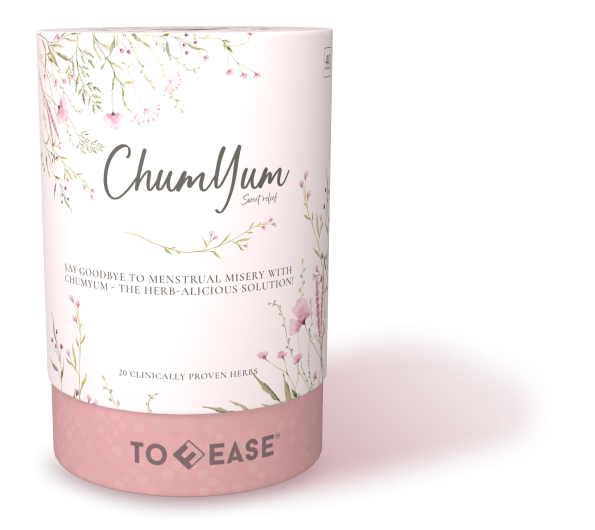 40
ChumYum
Sweet relief
SAY GOODBYE TO MENSTRUAL MISERY WITH
CHUMYUM - THE HERB-ALICIOUS SOLUTION!
20 CLINICALLY PROVEN HERBS
TO EASE